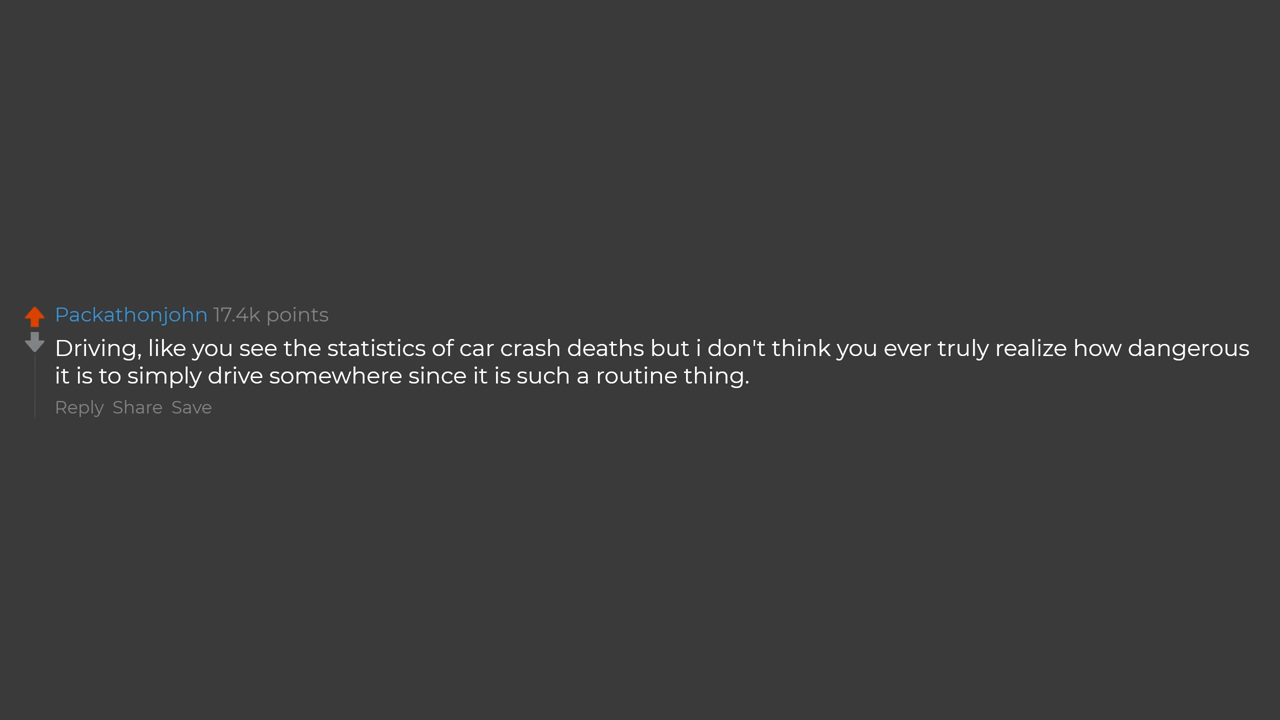 Packathonjohn 17.4k points
Driving, like you see the statistics of car crash deaths but i don't think you ever truly realize how dangerous
it is to simply drive somewhere since it is such a routine thing.
Reply Share Save